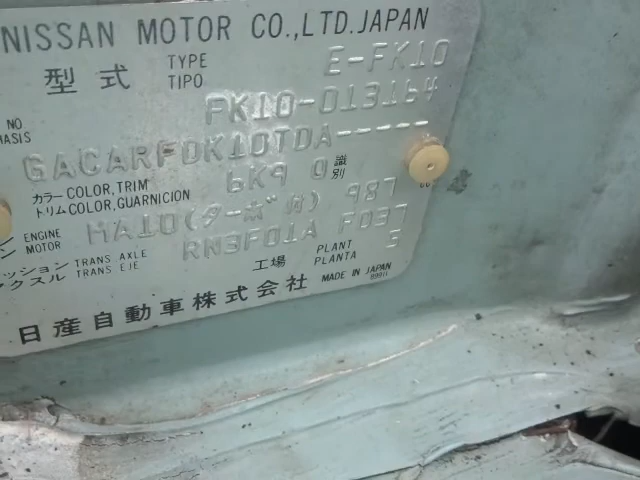 NISSAN MOTOR CO.,LTD.JAPAN
型式 TYPE TIPO E-FK10
NO FK10-013164
GACARFDK10TDA-----
カラー COLOR,TRIM 6K9 0 識別
トリム COLOR,GUARNICION
ENGINE MOTOR MA10(ターボ付) 987
TRANS AXLE RN3F01A F037
TRANS EJE 工場 PLANT PLANTA 5
日産自動車株式会社 MADE IN JAPAN